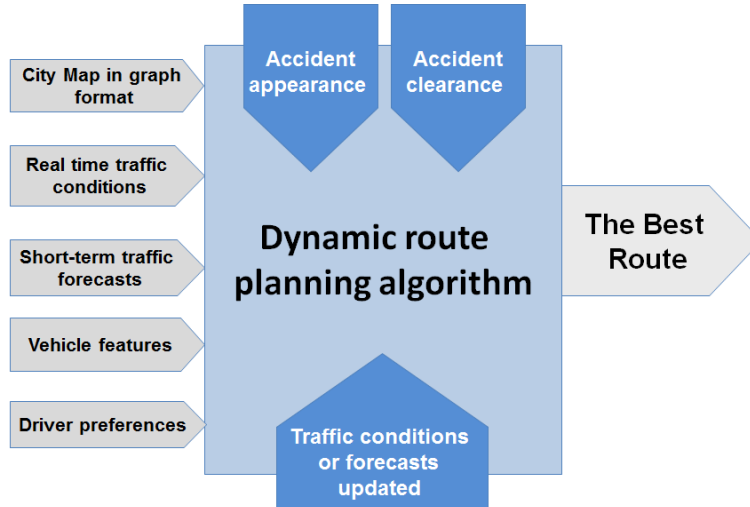 City Map in graph
format
Real time traffic
conditions
Short-term traffic
forecasts
Vehicle features
Driver preferences
Accident
appearance
Accident
clearance
Dynamic route
planning algorithm
Traffic conditions
or forecasts
updated
The Best
Route